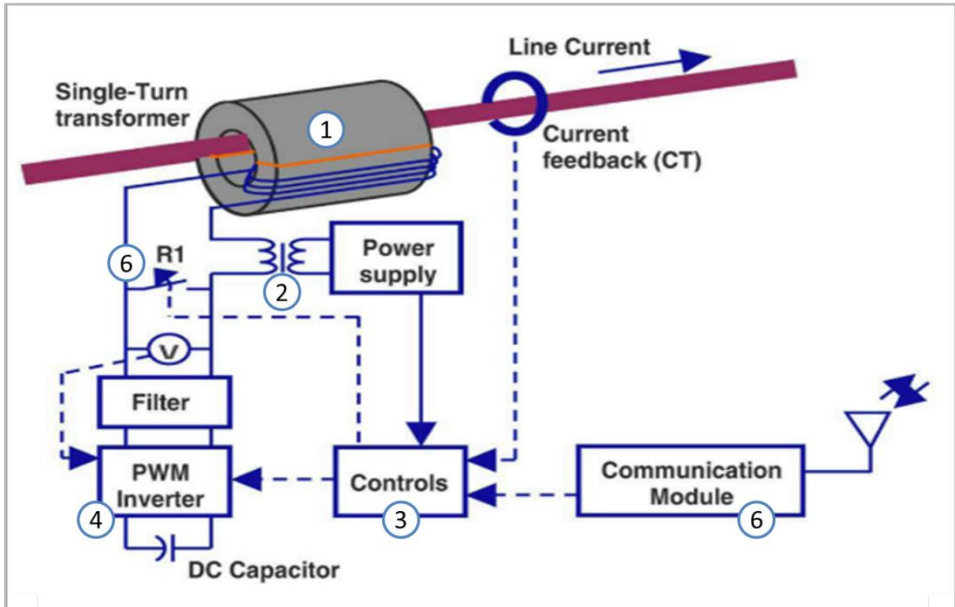 Line Current
Single-Turn
transformer
1
Current
feedback (CT)
6
R1
2
Power
supply
V
Filter
PWM
Inverter
4
Controls
3
Communication
Module
6
DC Capacitor